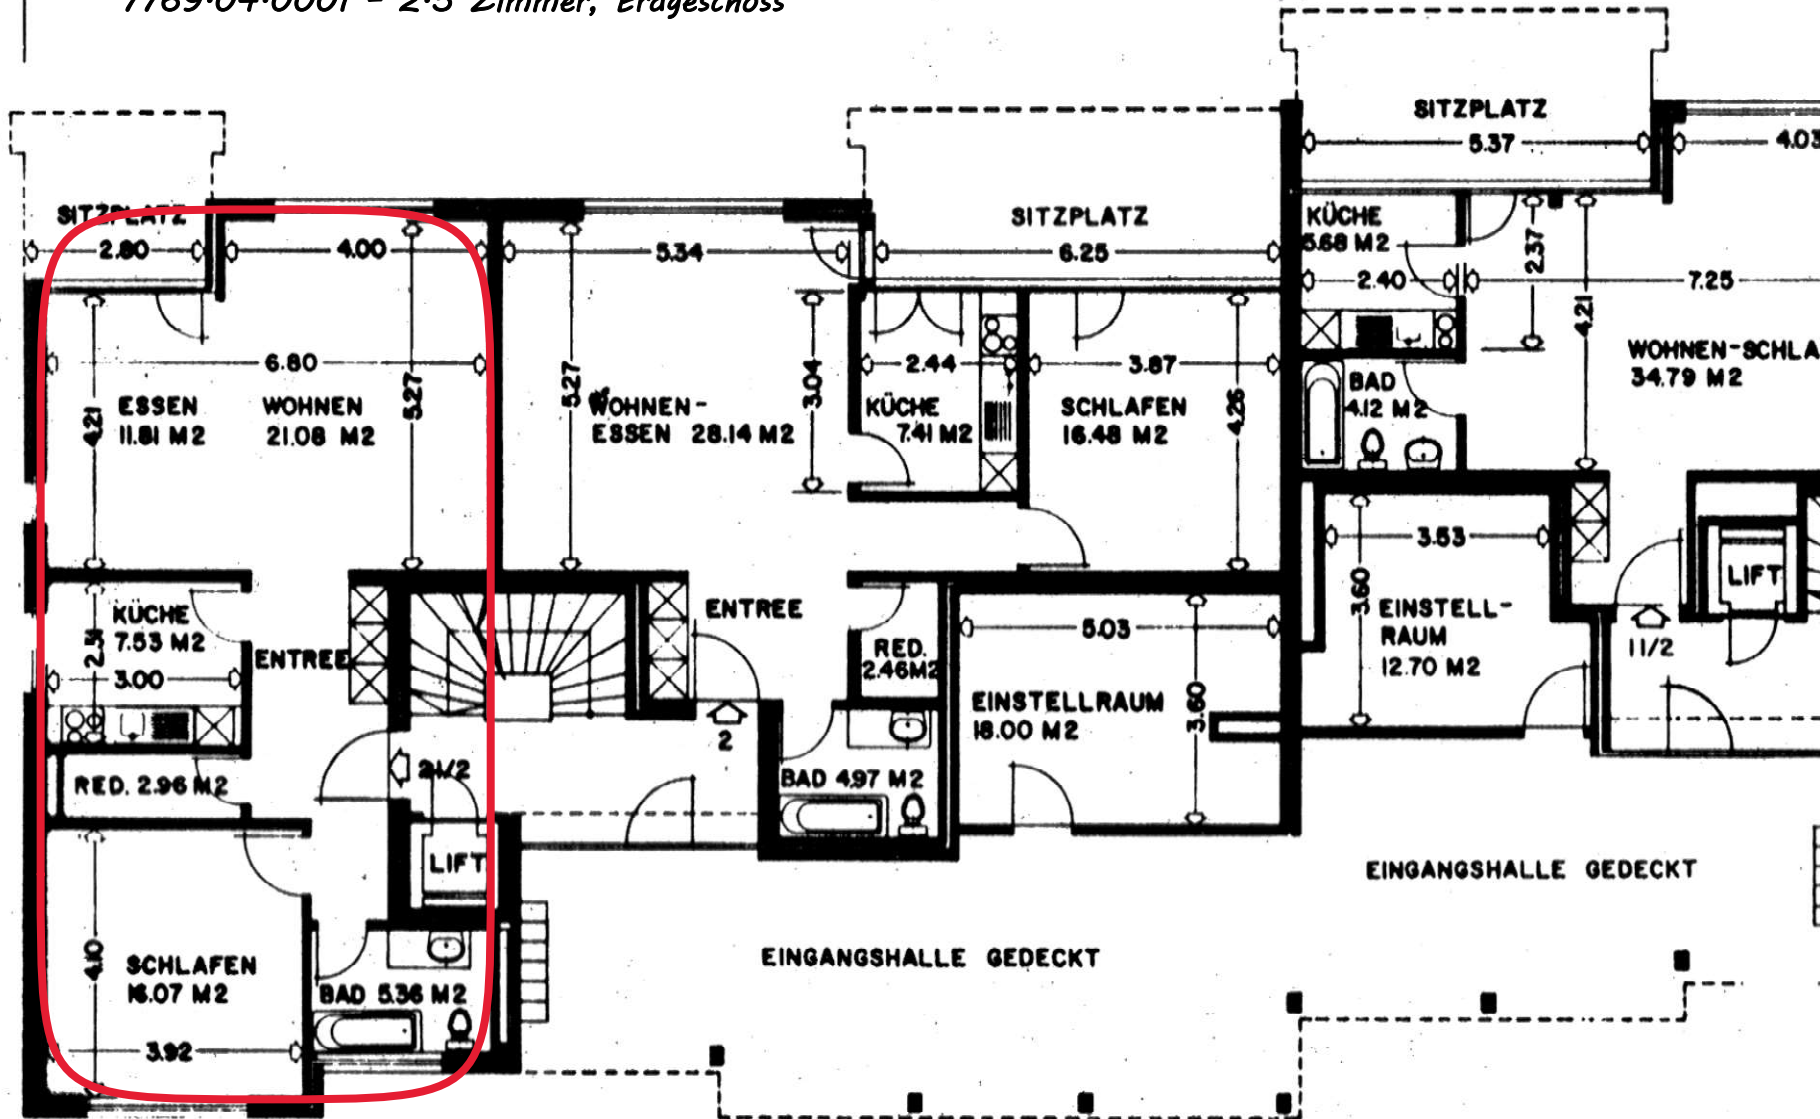 7769.04.0001 - 2.5 Zimmer, Erdgeschoss
SITZPLATZ
5.37
4.03
SITZPLATZ
2.80
4.00
5.34
SITZPLATZ
6.25
KÜCHE
5.68 M2
2.40
2.37
7.25
4.21
6.80
5.27
5.27
3.04
2.44
3.87
4.26
4.21
ESSEN
11.81 M2
WOHNEN
21.08 M2
WOHNEN-
ESSEN 28.14 M2
KÜCHE
7.41 M2
SCHLAFEN
16.48 M2
BAD
4.12 M2
WOHNEN-SCHLA
34.79 M2
KÜCHE
7.53 M2
2.51
3.00
ENTREE
ENTREE
RED.
2.46M2
5.03
3.60
EINSTELLRAUM
18.00 M2
3.53
3.60
EINSTELL-
RAUM
12.70 M2
LIFT
1 1/2
RED. 2.96 M2
2 1/2
2
BAD 4.97 M2
LIFT
EINGANGSHALLE GEDECKT
EINGANGSHALLE GEDECKT
4.10
SCHLAFEN
16.07 M2
BAD 5.36 M2
3.92